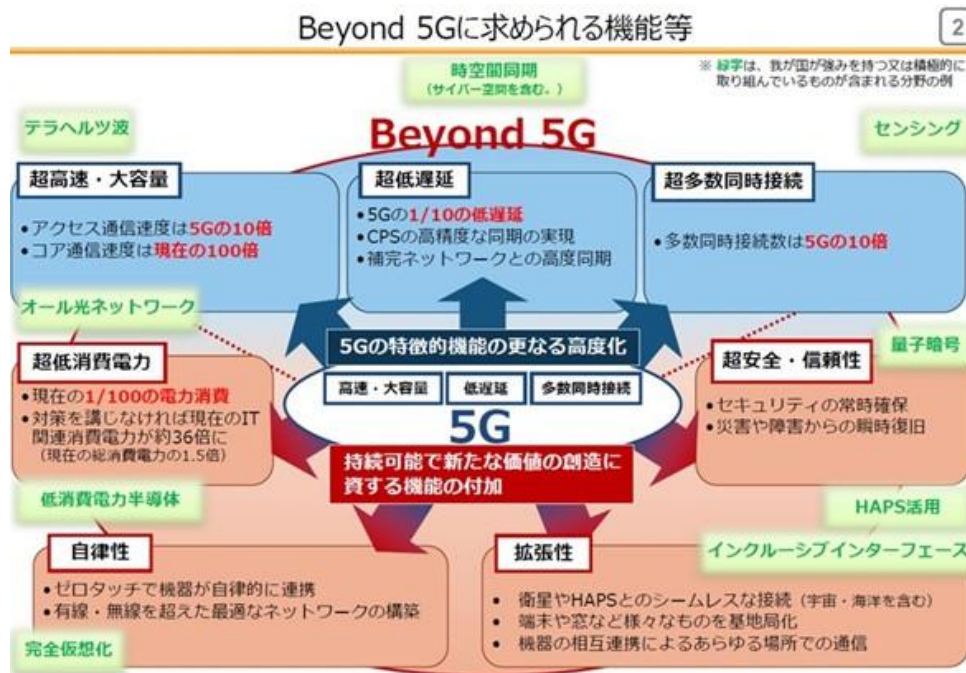 Beyond 5Gに求められる機能等
2
※ 緑字は、我が国が強みを持つ又は積極的に
取り組んでいるものが含まれる分野の例
時空間同期
(サイバー空間を含む。)
テラヘルツ波
Beyond 5G
センシング
超高速・大容量
•アクセス通信速度は5Gの10倍
•コア通信速度は現在の100倍
超低遅延
•5Gの1/10の低遅延
•CPSの高精度な同期の実現
•補完ネットワークとの高度同期
超多数同時接続
•多数同時接続数は5Gの10倍
オール光ネットワーク
5Gの特徴的機能の更なる高度化
量子暗号
超低消費電力
•現在の1/100の電力消費
•対策を講じなければ現在のIT
関連消費電力が約36倍に
(現在の総消費電力の1.5倍)
高速・大容量
低遅延
多数同時接続
5G
超安全・信頼性
•セキュリティの常時確保
•災害や障害からの瞬時復旧
持続可能で新たな価値の創造に
資する機能の付加
低消費電力半導体
HAPS活用
自律性
•ゼロタッチで機器が自律的に連携
•有線・無線を超えた最適なネットワークの構築
拡張性
インクルーシブインターフェース
• 衛星やHAPSとのシームレスな接続(宇宙・海洋を含む)
• 端末や窓など様々なものを基地局化
• 機器の相互連携によるあらゆる場所での通信
完全仮想化